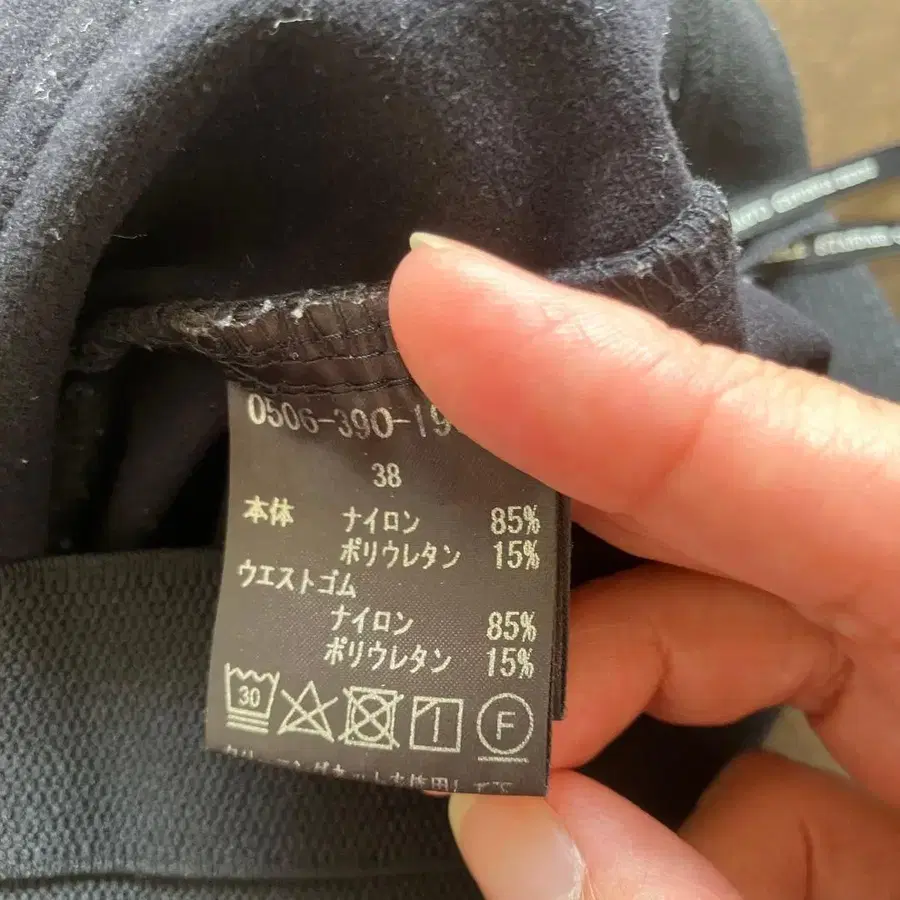 0506-390-19
38
本体 ナイロン 85%
ポリウレタン 15%
ウエストゴム
ナイロン 85%
ポリウレタン 15%
30 F
STANDARD